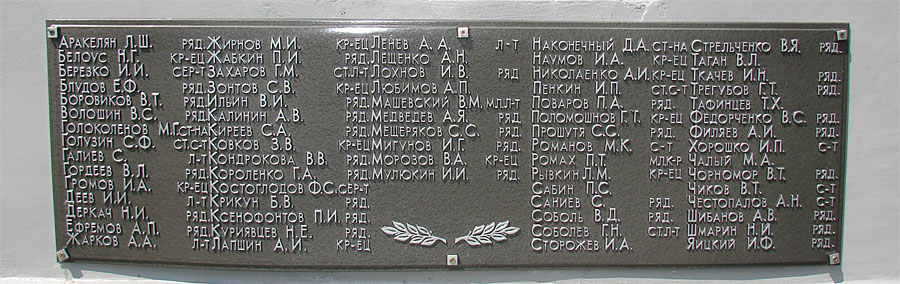 Аракелян Л.Ш. ряд.
Белоус Н.Г. кр-ец
Березко И.И. сер-т
Блудов Е.Ф. ряд.
Боровиков В.Т. ряд.
Волошин В.С. ряд.
Голоколенов М.Г. ст-на
Голузин С.Ф. ст.с-т
Галиев С. л-т
Гордеев В.Л. ряд.
Громов И.А. кр-ец
Деев И.И. л-т
Деркач Н.И. ряд.
Ефремов А.П. ряд.
Жарков А.А. л-т
Жирнов М.И. кр-ец
Жабкин П.И. ряд.
Захаров Г.М. ст.л-т
Зонтов С.В. кр-ец
Ильин В.И. ряд.
Калинин А.В. ряд.
Киреев С.А. ряд.
Ковков З.В. кр-ец
Кондрокова В.В. ряд.
Короленко Г.А. ряд.
Костоглодов Ф.С. сер-т
Крикун Б.В. ряд.
Ксенофонтов П.И. ряд.
Куриявцев Н.Е. ряд.
Лапшин А.И. кр-ец
Ленев А.А. л-т
Лещенко А.Н.
Лохнов И.В. ряд
Любимов А.П.
Машевский В.М. мл.л-т
Медведев А.Я. ряд.
Мещеряков С.С. ряд.
Мигунов И.Г. ряд.
Морозов В.А. кр-ец
Мулюкин И.И. ряд.
Наконечный Д.А. ст-на
Наумов И.А. кр-ец
Николаенко А.И. кр-ец
Пенкин И.П. ст.с-т
Поваров П.А. ряд.
Поломошнов Г.Т. кр-ец
Прошутя С.С. ряд.
Романов М.К. с-т
Ромах П.Т. млк-р
Рывкин Л.М. кр-ец
Сабин П.С.
Саниев С. ряд.
Соболь В.Д. ряд.
Соболев Г.Н. ст.л-т
Сторожев И.А.
Стрельченко В.Я. ряд.
Таган В.Л.
Ткачев И.Н. ряд.
Трегубов Г.Т. ряд.
Тафинцев Т.Х.
Федорченко В.С. ряд.
Филяев А.И. ряд.
Хорошко И.П. с-т
Чалый М.А.
Чорномор В.Т. ряд.
Чиков В.Т. с-т
Честопалов А.Н. с-т
Шибанов А.В. ряд.
Шмарин Н.И. ряд.
Яицкий И.Ф. ряд.